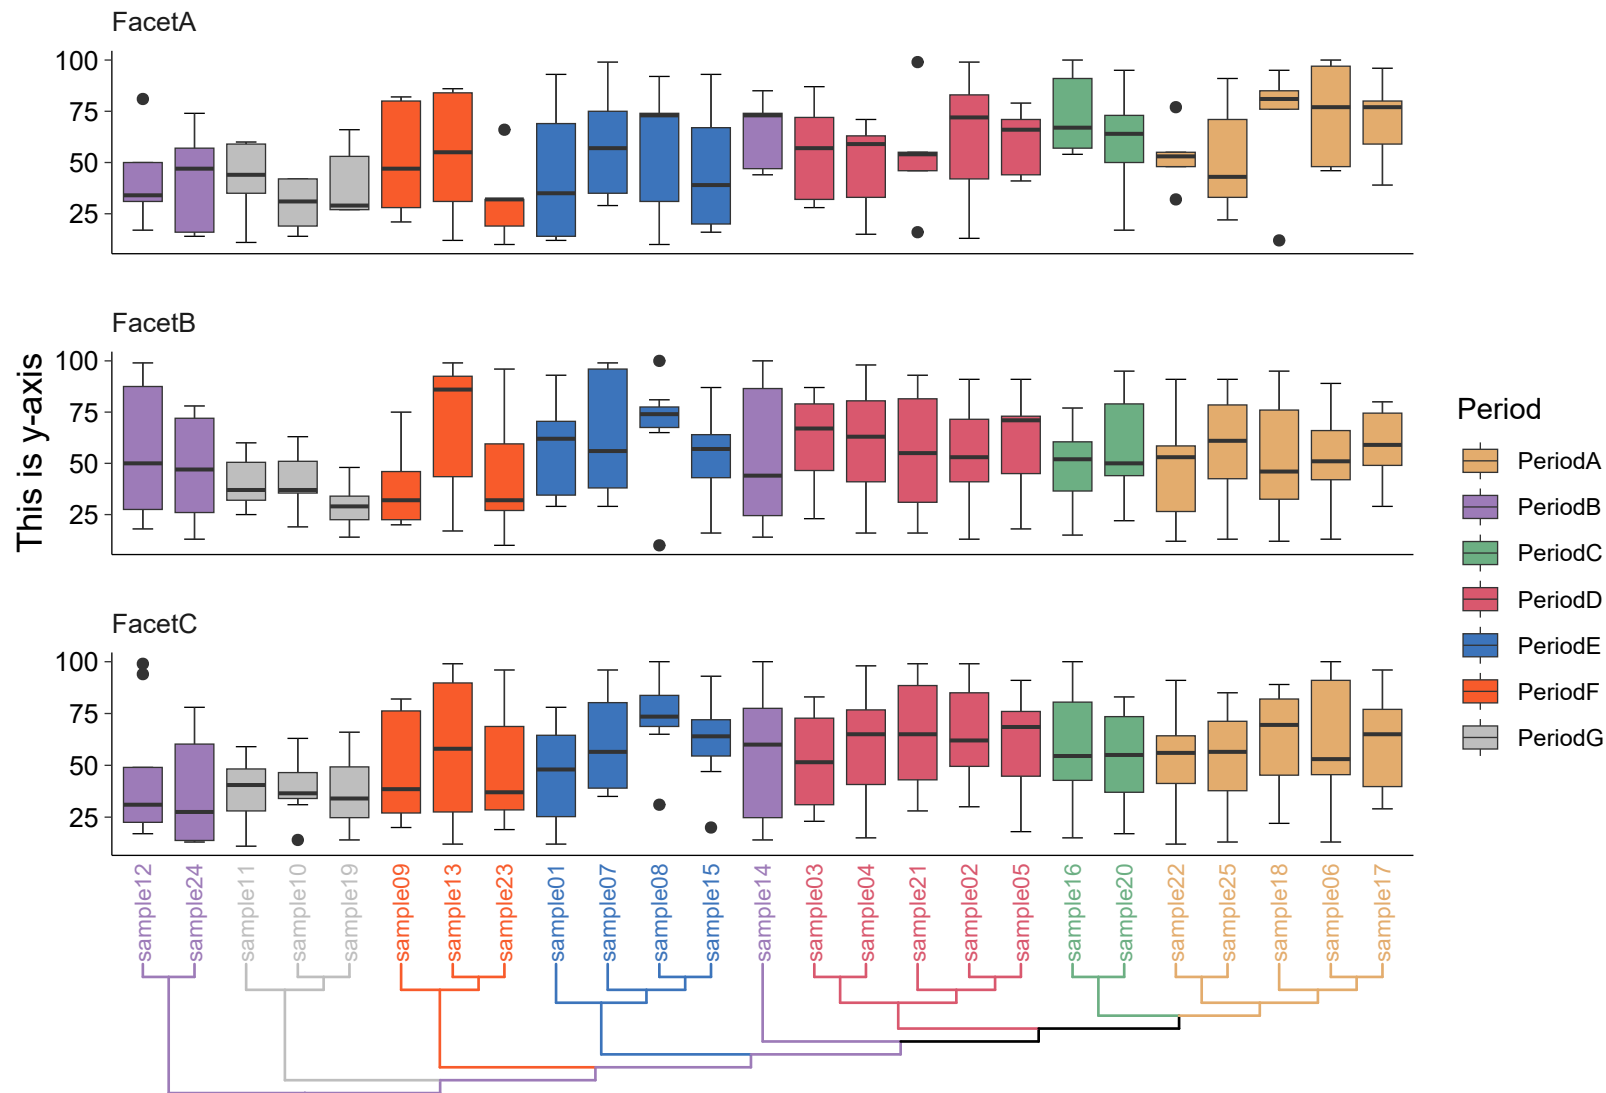 FacetA
100
75
50
25
FacetB
100
75
50
25
This is y-axis
FacetC
100
75
50
25
sample12
sample24
sample11
sample10
sample19
sample09
sample13
sample23
sample01
sample07
sample08
sample15
sample14
sample03
sample04
sample21
sample02
sample05
sample16
sample20
sample22
sample25
sample18
sample06
sample17
Period
PeriodA
PeriodB
PeriodC
PeriodD
PeriodE
PeriodF
PeriodG